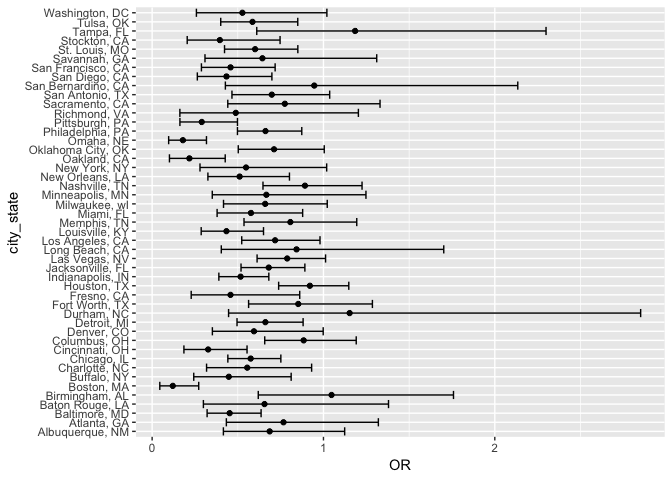 Washington, DC
Tulsa, OK
Tampa, FL
Stockton, CA
St. Louis, MO
Savannah, GA
San Francisco, CA
San Diego, CA
San Bernardino, CA
San Antonio, TX
Sacramento, CA
Richmond, VA
Pittsburgh, PA
Philadelphia, PA
Omaha, NE
Oklahoma City, OK
Oakland, CA
New York, NY
New Orleans, LA
Nashville, TN
Minneapolis, MN
Milwaukee, wI
Miami, FL
Memphis, TN
Louisville, KY
Los Angeles, CA
Long Beach, CA
Las Vegas, NV
Jacksonville, FL
Indianapolis, IN
Houston, TX
Fresno, CA
Fort Worth, TX
Durham, NC
Detroit, MI
Denver, CO
Columbus, OH
Cincinnati, OH
Chicago, IL
Charlotte, NC
Buffalo, NY
Boston, MA
Birmingham, AL
Baton Rouge, LA
Baltimore, MD
Atlanta, GA
Albuquerque, NM
city_state
0 1 2
OR